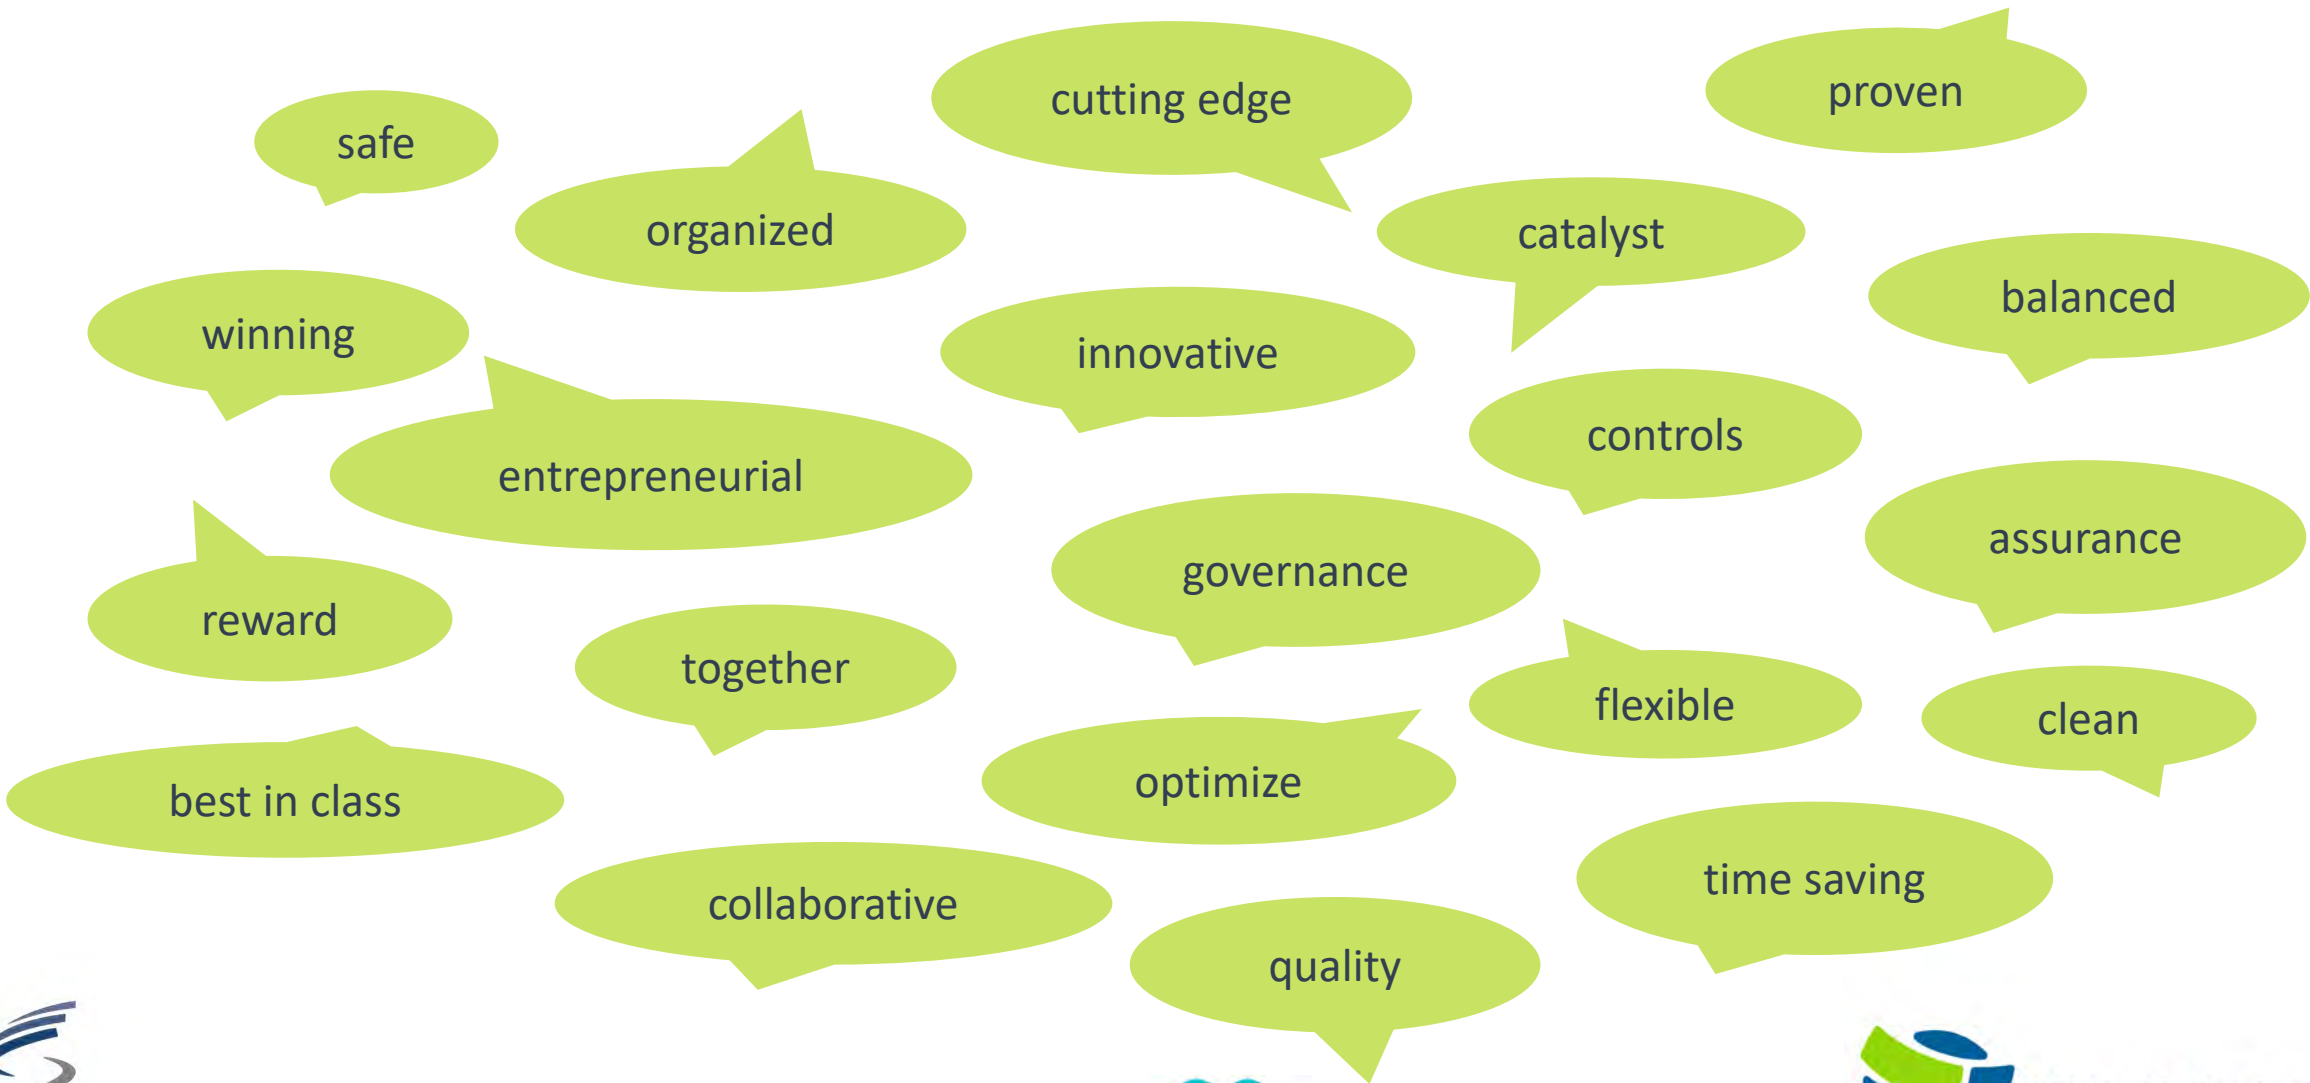 cutting edge
proven
safe
organized
catalyst
balanced
winning
innovative
controls
entrepreneurial
assurance
governance
reward
together
flexible
clean
optimize
best in class
time saving
collaborative
quality